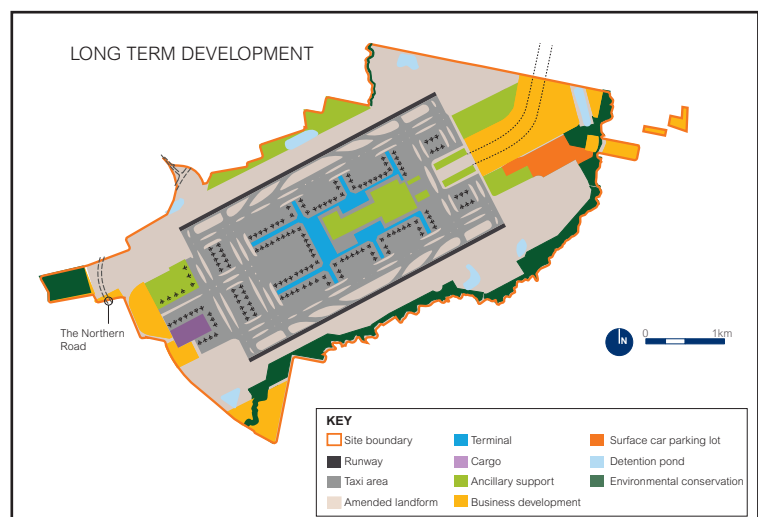 LONG TERM DEVELOPMENT
The Northern
Road
N
0 1km
KEY
Site boundary
Runway
Taxi area
Amended landform
Terminal
Cargo
Ancillary support
Business development
Surface car parking lot
Detention pond
Environmental conservation